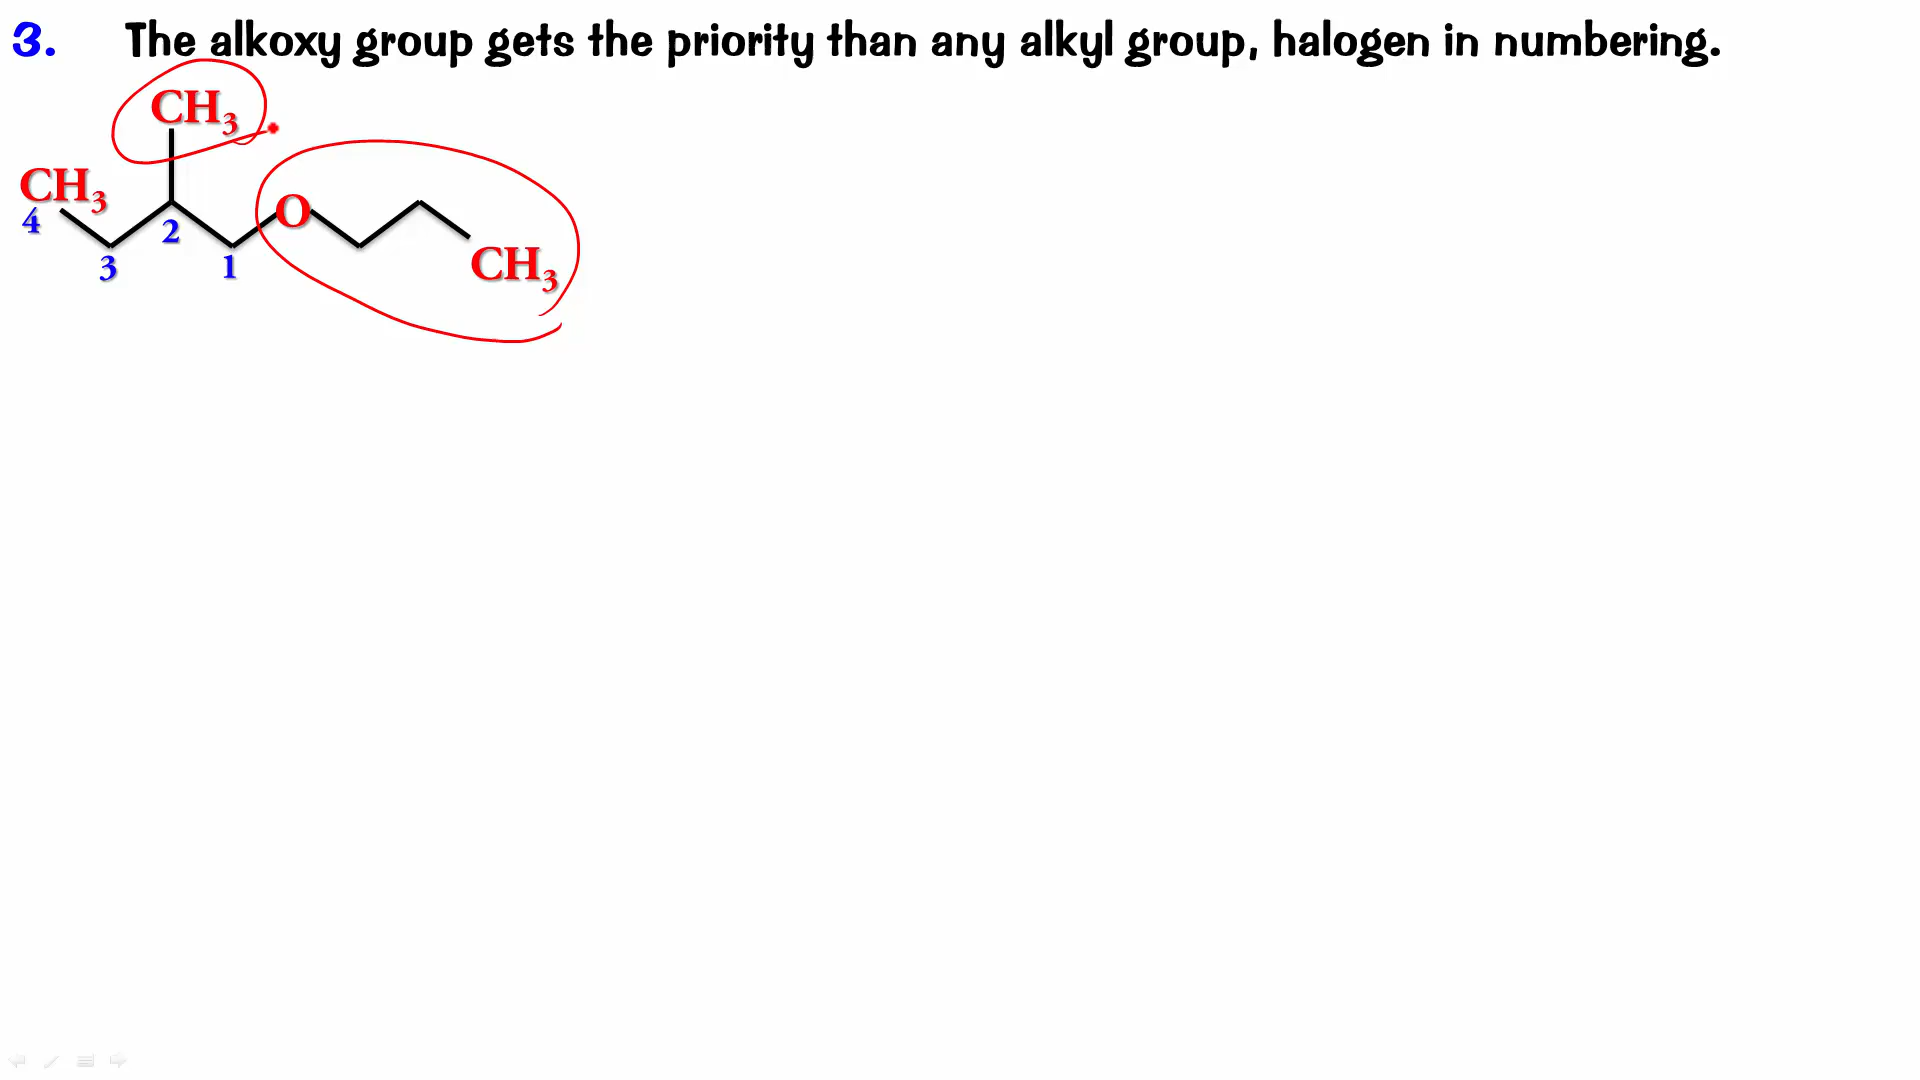 3. The alkoxy group gets the priority than any alkyl group, halogen in numbering.
CH₃
CH₃ O
4 2
3 1 CH₃